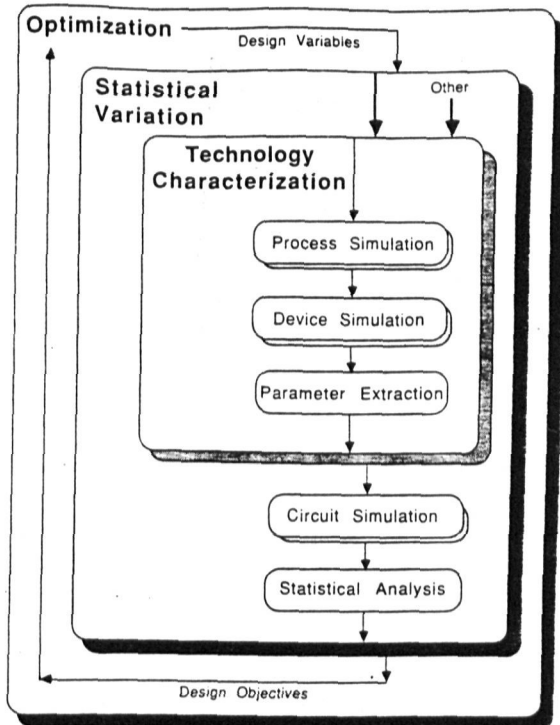 Optimization
Design Variables
Statistical
Variation
Other
Technology
Characterization
Process Simulation
Device Simulation
Parameter Extraction
Circuit Simulation
Statistical Analysis
Design Objectives